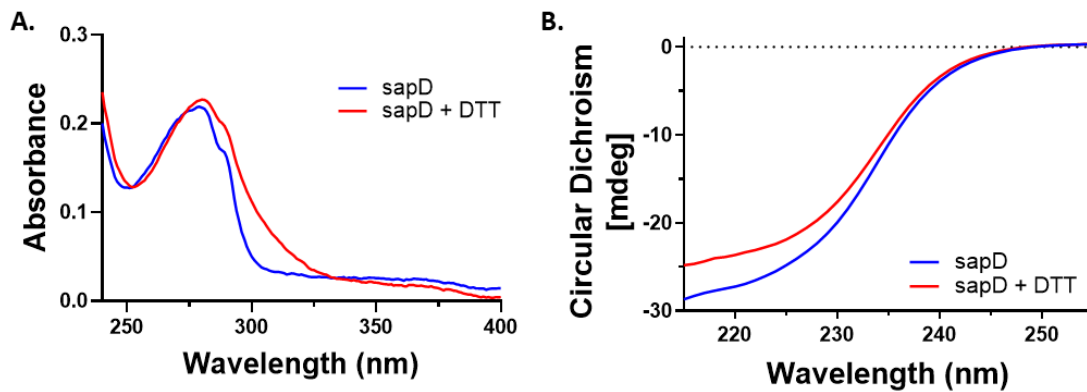 A.
0.3
0.2
0.1
0.0
Absorbance
sapD
sapD + DTT
250
300
350
400
Wavelength (nm)
B.
0
-10
-20
-30
Circular Dichroism
[mdeg]
sapD
sapD + DTT
220
230
240
250
Wavelength (nm)